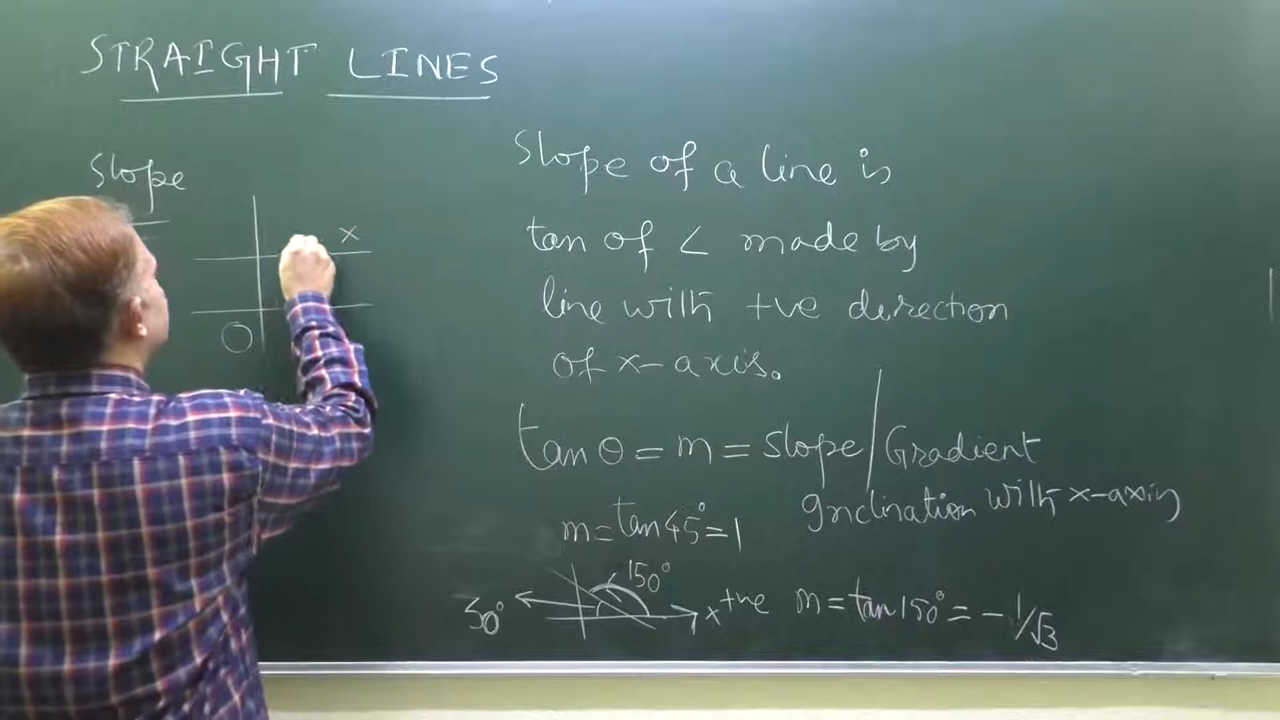 STRAIGHT LINES
Slope
x
O
Slope of a line is
tan of ∠ made by
line with +ve direction
of x-axis.
tan θ = m = Slope / Gradient
Inclination with x-axis
m = tan 45° = 1
150°
30°
x +ve
m = tan 150° = -1/√3